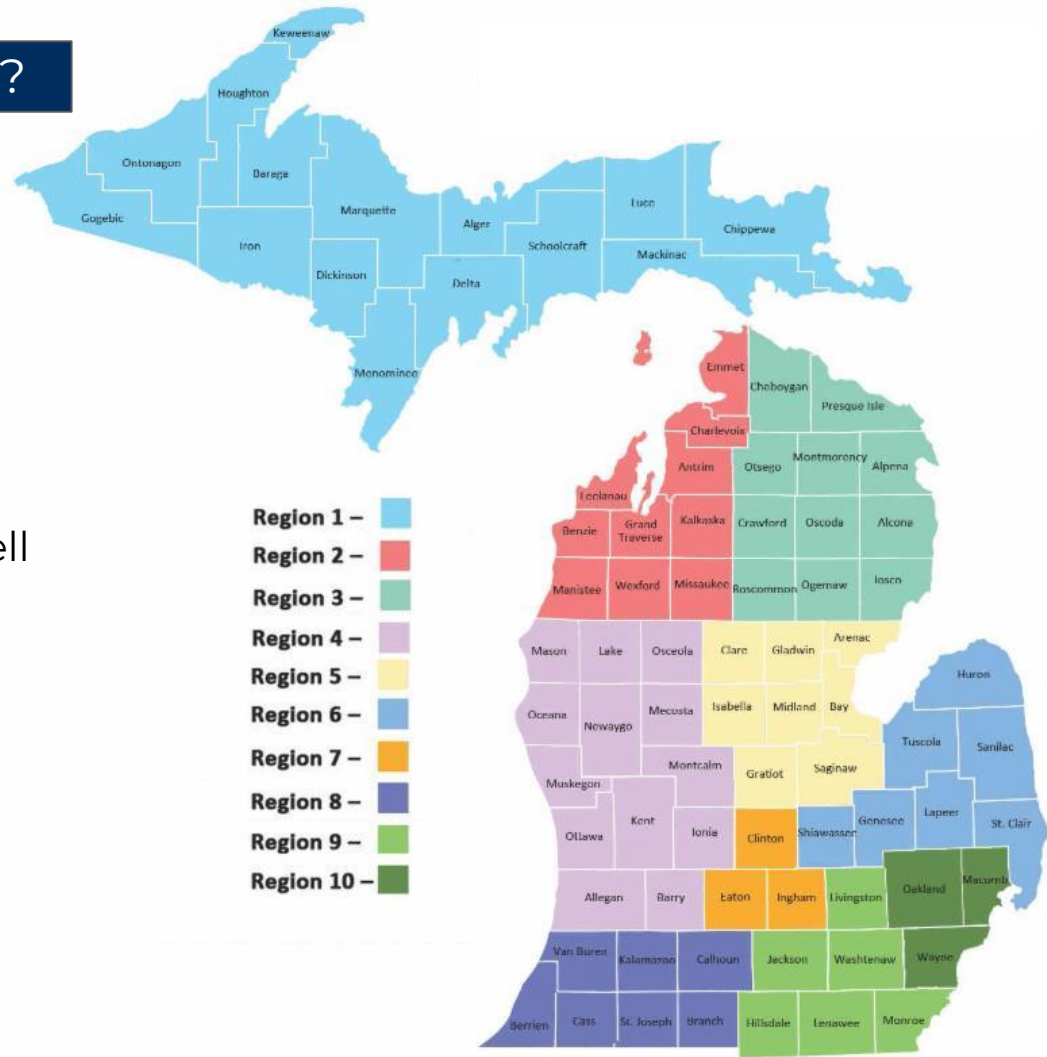 ?
Keweenaw
Houghton
Ontonagon
Baraga
Gogebic
Marquette
Iron
Alger
Luce
Chippewa
Schoolcraft
Mackinac
Dickinson
Delta
Menominee
Emmet
Cheboygan
Presque Isle
Charlevoix
Antrim
Otsego
Montmorency
Alpena
Leelanau
Benzie
Grand
Traverse
Kalkaska
Crawford
Oscoda
Alcona
Manistee
Wexford
Missaukee
Roscommon
Ogemaw
Iosco
ell
Region 1 –
Region 2 –
Region 3 –
Region 4 –
Region 5 –
Region 6 –
Region 7 –
Region 8 –
Region 9 –
Region 10 –
Mason
Lake
Osceola
Clare
Gladwin
Arenac
Huron
Oceana
Newaygo
Mecosta
Isabella
Midland
Bay
Tuscola
Sanilac
Muskegon
Montcalm
Gratiot
Saginaw
Ottawa
Kent
Ionia
Clinton
Shiawassee
Genesee
Lapeer
St. Clair
Allegan
Barry
Eaton
Ingham
Livingston
Oakland
Macomb
Van Buren
Kalamazoo
Calhoun
Jackson
Washtenaw
Wayne
Berrien
Cass
St. Joseph
Branch
Hillsdale
Lenawee
Monroe